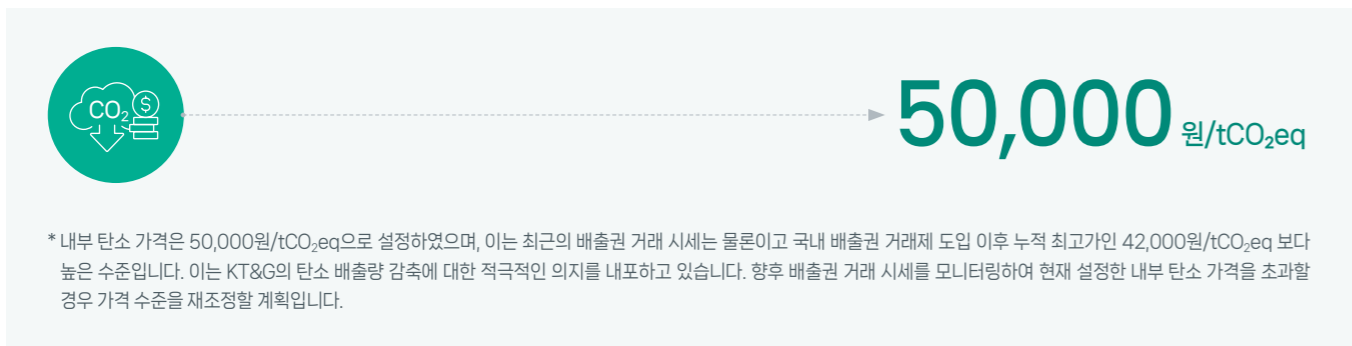 CO₂ $
50,000 원/tCO₂eq
* 내부 탄소 가격은 50,000원/tCO₂eq으로 설정하였으며, 이는 최근의 배출권 거래 시세는 물론이고 국내 배출권 거래제 도입 이후 누적 최고가인 42,000원/tCO₂eq 보다
높은 수준입니다. 이는 KT&G의 탄소 배출량 감축에 대한 적극적인 의지를 내포하고 있습니다. 향후 배출권 거래 시세를 모니터링하여 현재 설정한 내부 탄소 가격을 초과할
경우 가격 수준을 재조정할 계획입니다.